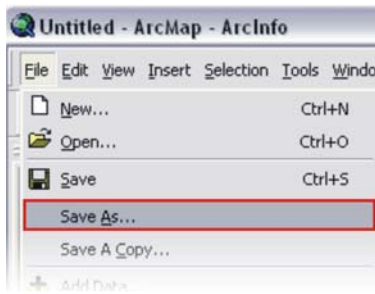 Untitled - ArcMap - ArcInfo
File Edit View Insert Selection Tools Windo
New... Ctrl+N
Open... Ctrl+O
Save Ctrl+S
Save As...
Save A Copy...
Add Data